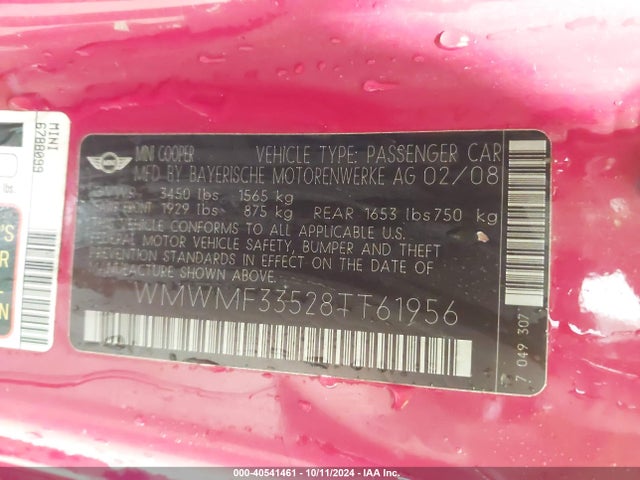 MINI
6788099
lbs
MINI COOPER VEHICLE TYPE: PASSENGER CAR
MFD BY BAYERISCHE MOTORENWERKE AG 02/08
3450 lbs 1565 kg
FRONT 1929 lbs 875 kg REAR 1653 lbs 750 kg
VEHICLE CONFORMS TO ALL APPLICABLE U.S.
MOTOR VEHICLE SAFETY, BUMPER AND THEFT
PREVENTION STANDARDS IN EFFECT ON THE DATE OF
MANUFACTURE SHOWN ABOVE.
WMWMF33528TT61956
7 049 307
000-40541461 - 10/11/2024 - IAA Inc.